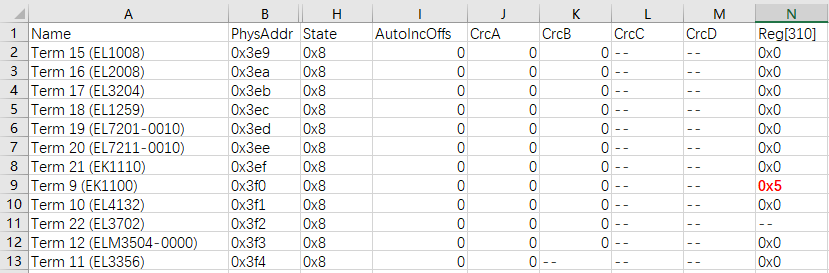 A B H I J K L M N
1 Name PhysAddr State AutoIncOffs CrcA CrcB CrcC CrcD Reg[310]
2 Term 15 (EL1008) 0x3e9 0x8 0 0 0 -- -- 0x0
3 Term 16 (EL2008) 0x3ea 0x8 0 0 0 -- -- 0x0
4 Term 17 (EL3204) 0x3eb 0x8 0 0 0 -- -- 0x0
5 Term 18 (EL1259) 0x3ec 0x8 0 0 0 -- -- 0x0
6 Term 19 (EL7201-0010) 0x3ed 0x8 0 0 0 -- -- 0x0
7 Term 20 (EL7211-0010) 0x3ee 0x8 0 0 0 -- -- 0x0
8 Term 21 (EK1110) 0x3ef 0x8 0 0 0 -- -- 0x0
9 Term 9 (EK1100) 0x3f0 0x8 0 0 0 -- -- 0x5
10 Term 10 (EL4132) 0x3f1 0x8 0 0 0 -- -- 0x0
11 Term 22 (EL3702) 0x3f2 0x8 0 0 0 -- -- --
12 Term 12 (ELM3504-0000) 0x3f3 0x8 0 0 0 -- -- 0x0
13 Term 11 (EL3356) 0x3f4 0x8 0 0 -- -- -- 0x0